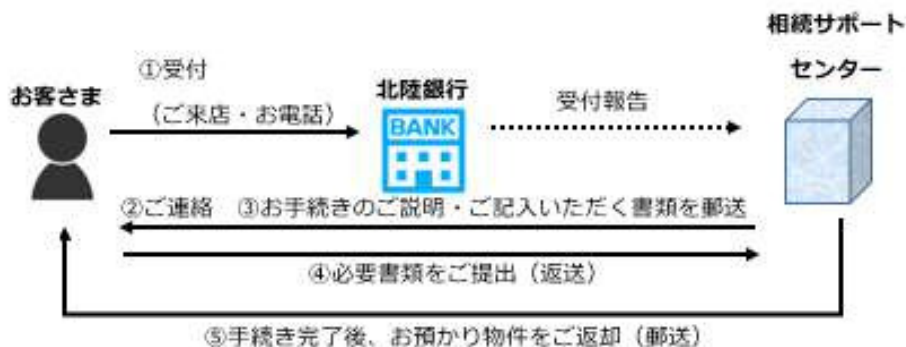 相続サポート
センター
①受付
（ご来店・お電話）
お客さま
北陸銀行
BANK
受付報告
②ご連絡　③お手続きのご説明・ご記入いただく書類を郵送
④必要書類をご提出（返送）
⑤手続き完了後、お預かり物件をご返却（郵送）